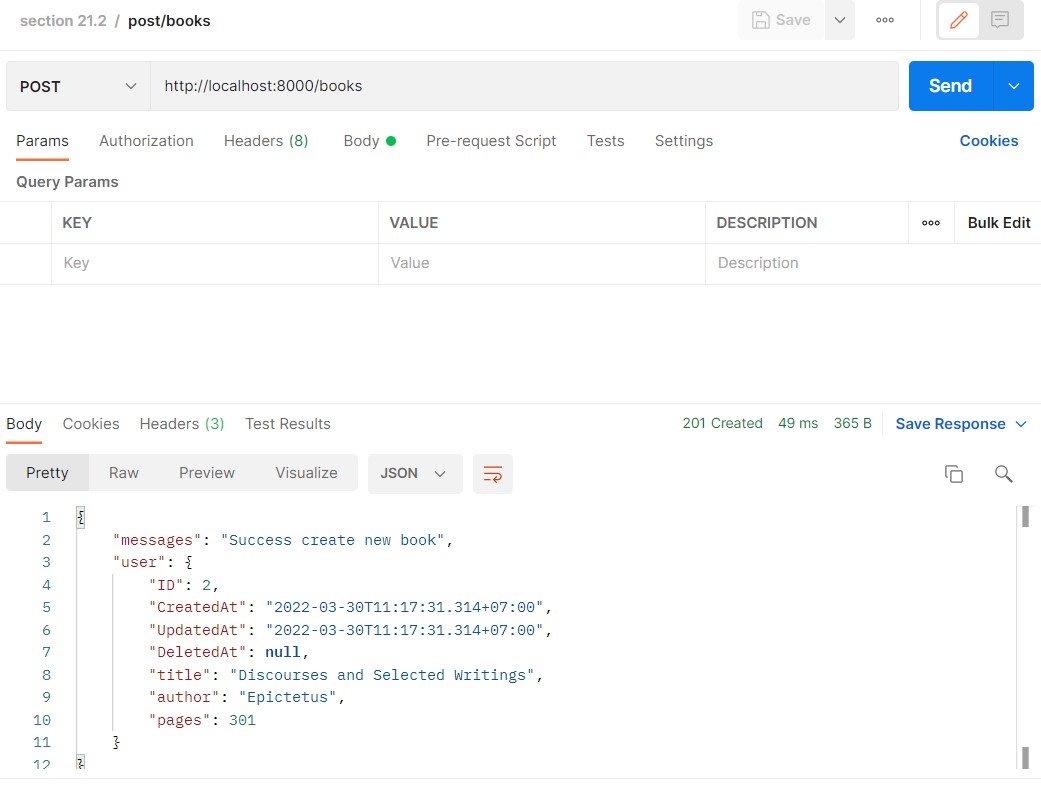 section 21.2 / post/books
Save
POST http://localhost:8000/books Send
Params Authorization Headers (8) Body Pre-request Script Tests Settings Cookies
Query Params
KEY VALUE DESCRIPTION Bulk Edit
Key Value Description
Body Cookies Headers (3) Test Results 201 Created 49 ms 365 B Save Response
Pretty Raw Preview Visualize JSON
1 {
2 "messages": "Success create new book",
3 "user": {
4 "ID": 2,
5 "CreatedAt": "2022-03-30T11:17:31.314+07:00",
6 "UpdatedAt": "2022-03-30T11:17:31.314+07:00",
7 "DeletedAt": null,
8 "title": "Discourses and Selected Writings",
9 "author": "Epictetus",
10 "pages": 301
11 }
12 }